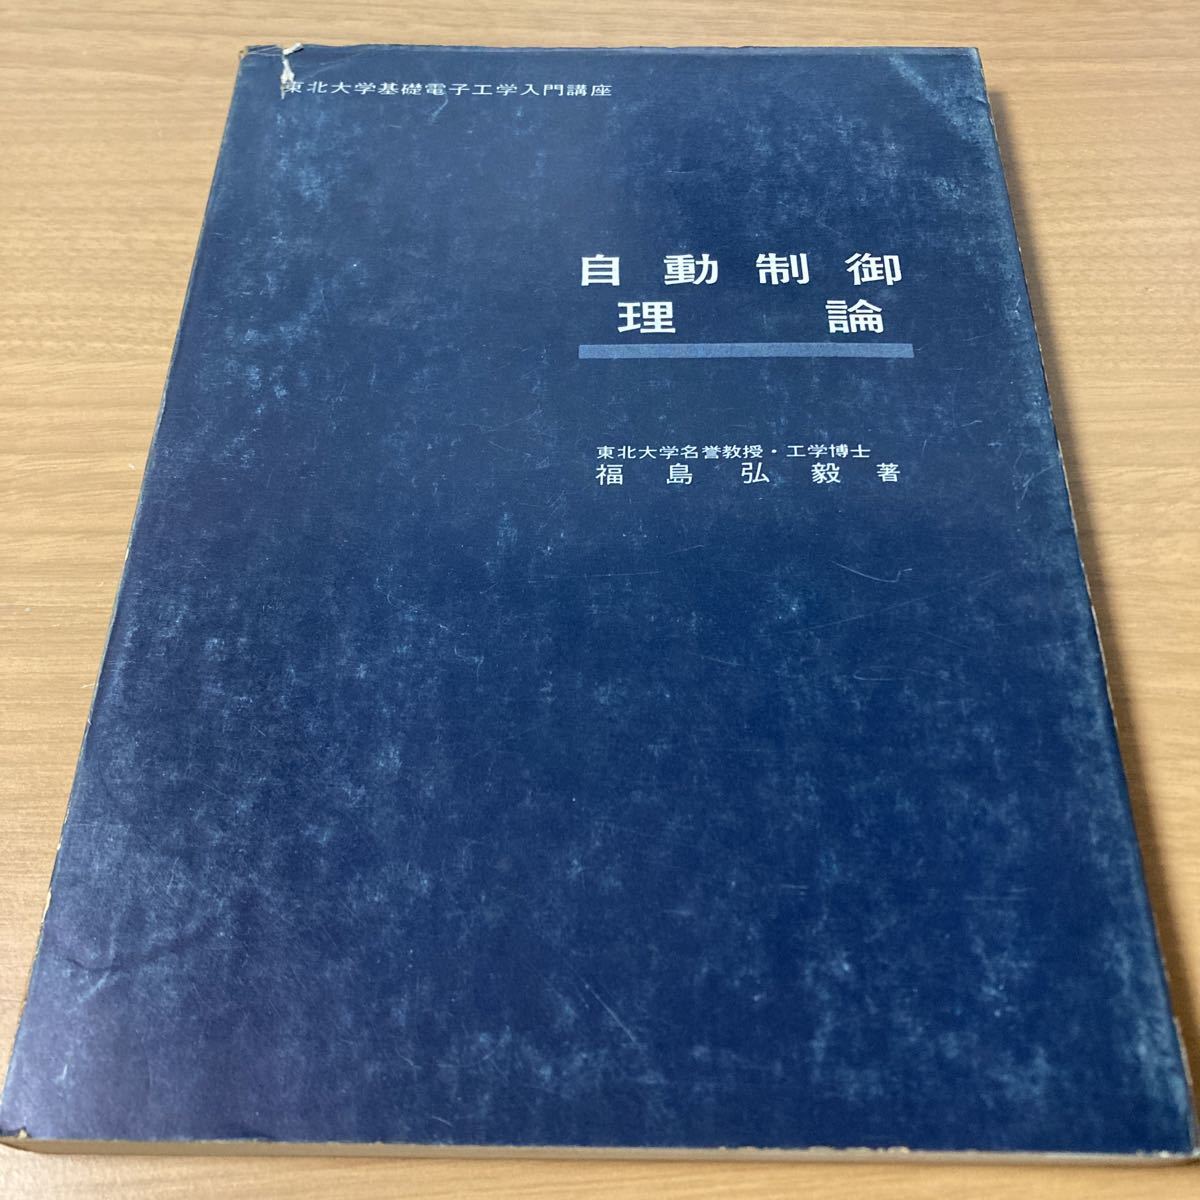 東北大学基礎電子工学入門講座
自動制御
理論
東北大学名誉教授・工学博士
福島弘毅著